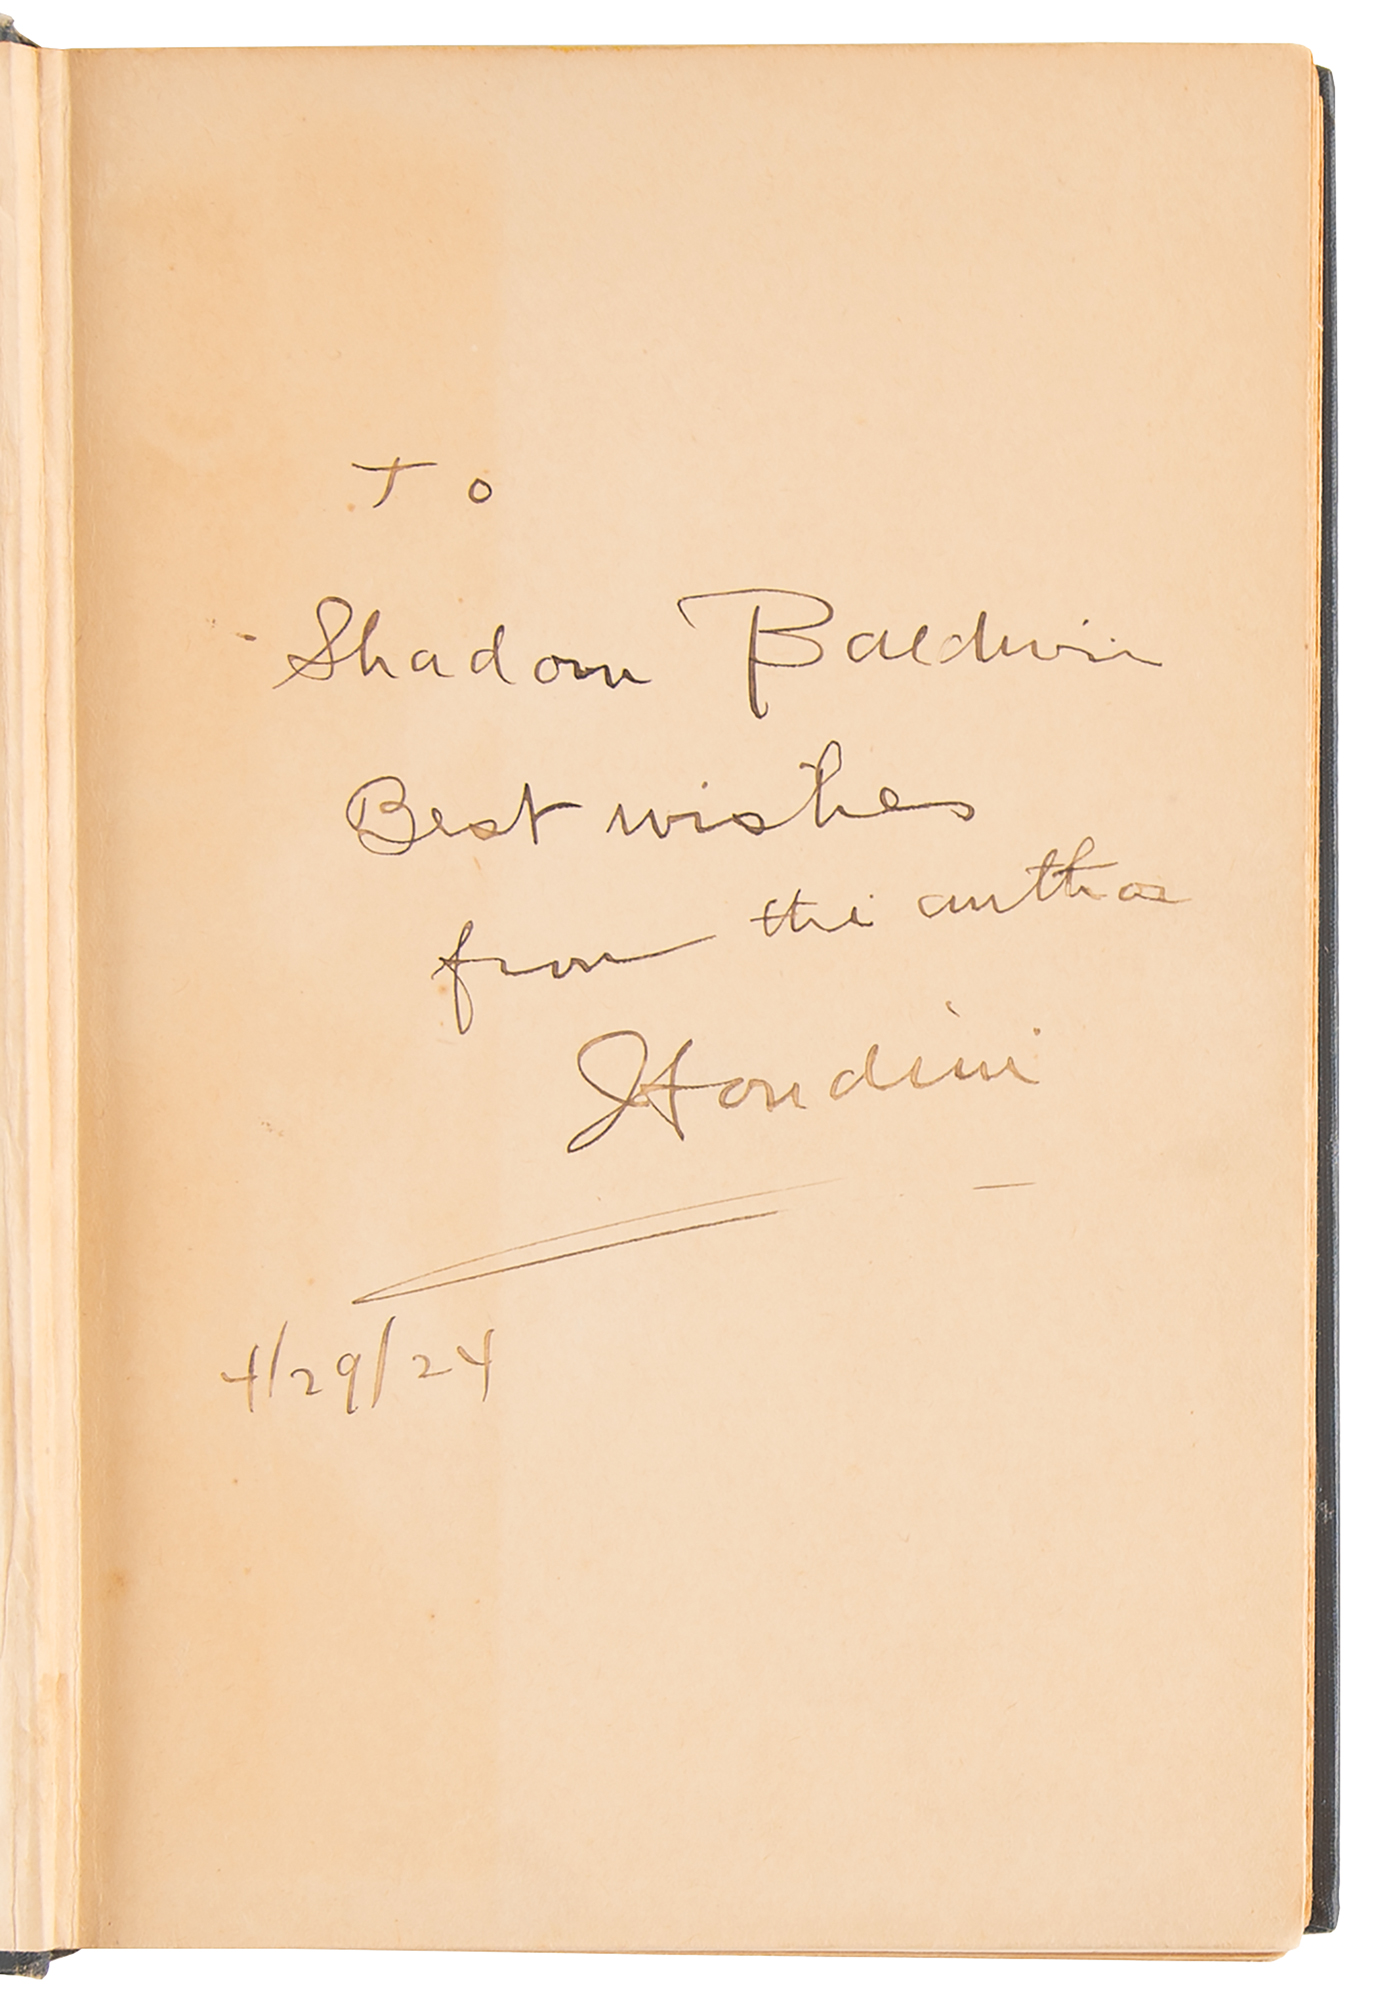 To
Shadow Baldwin
Best wishes
from the author
Houdini
4/29/24